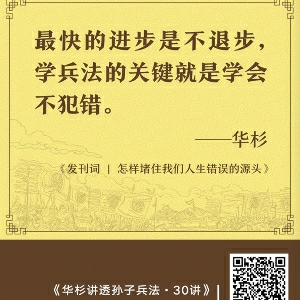 最快的进步是不退步，
学兵法的关键就是学会
不犯错。
——华杉
《发刊词 | 怎样堵住我们人生错误的源头》
《华杉讲透孙子兵法·30讲》|